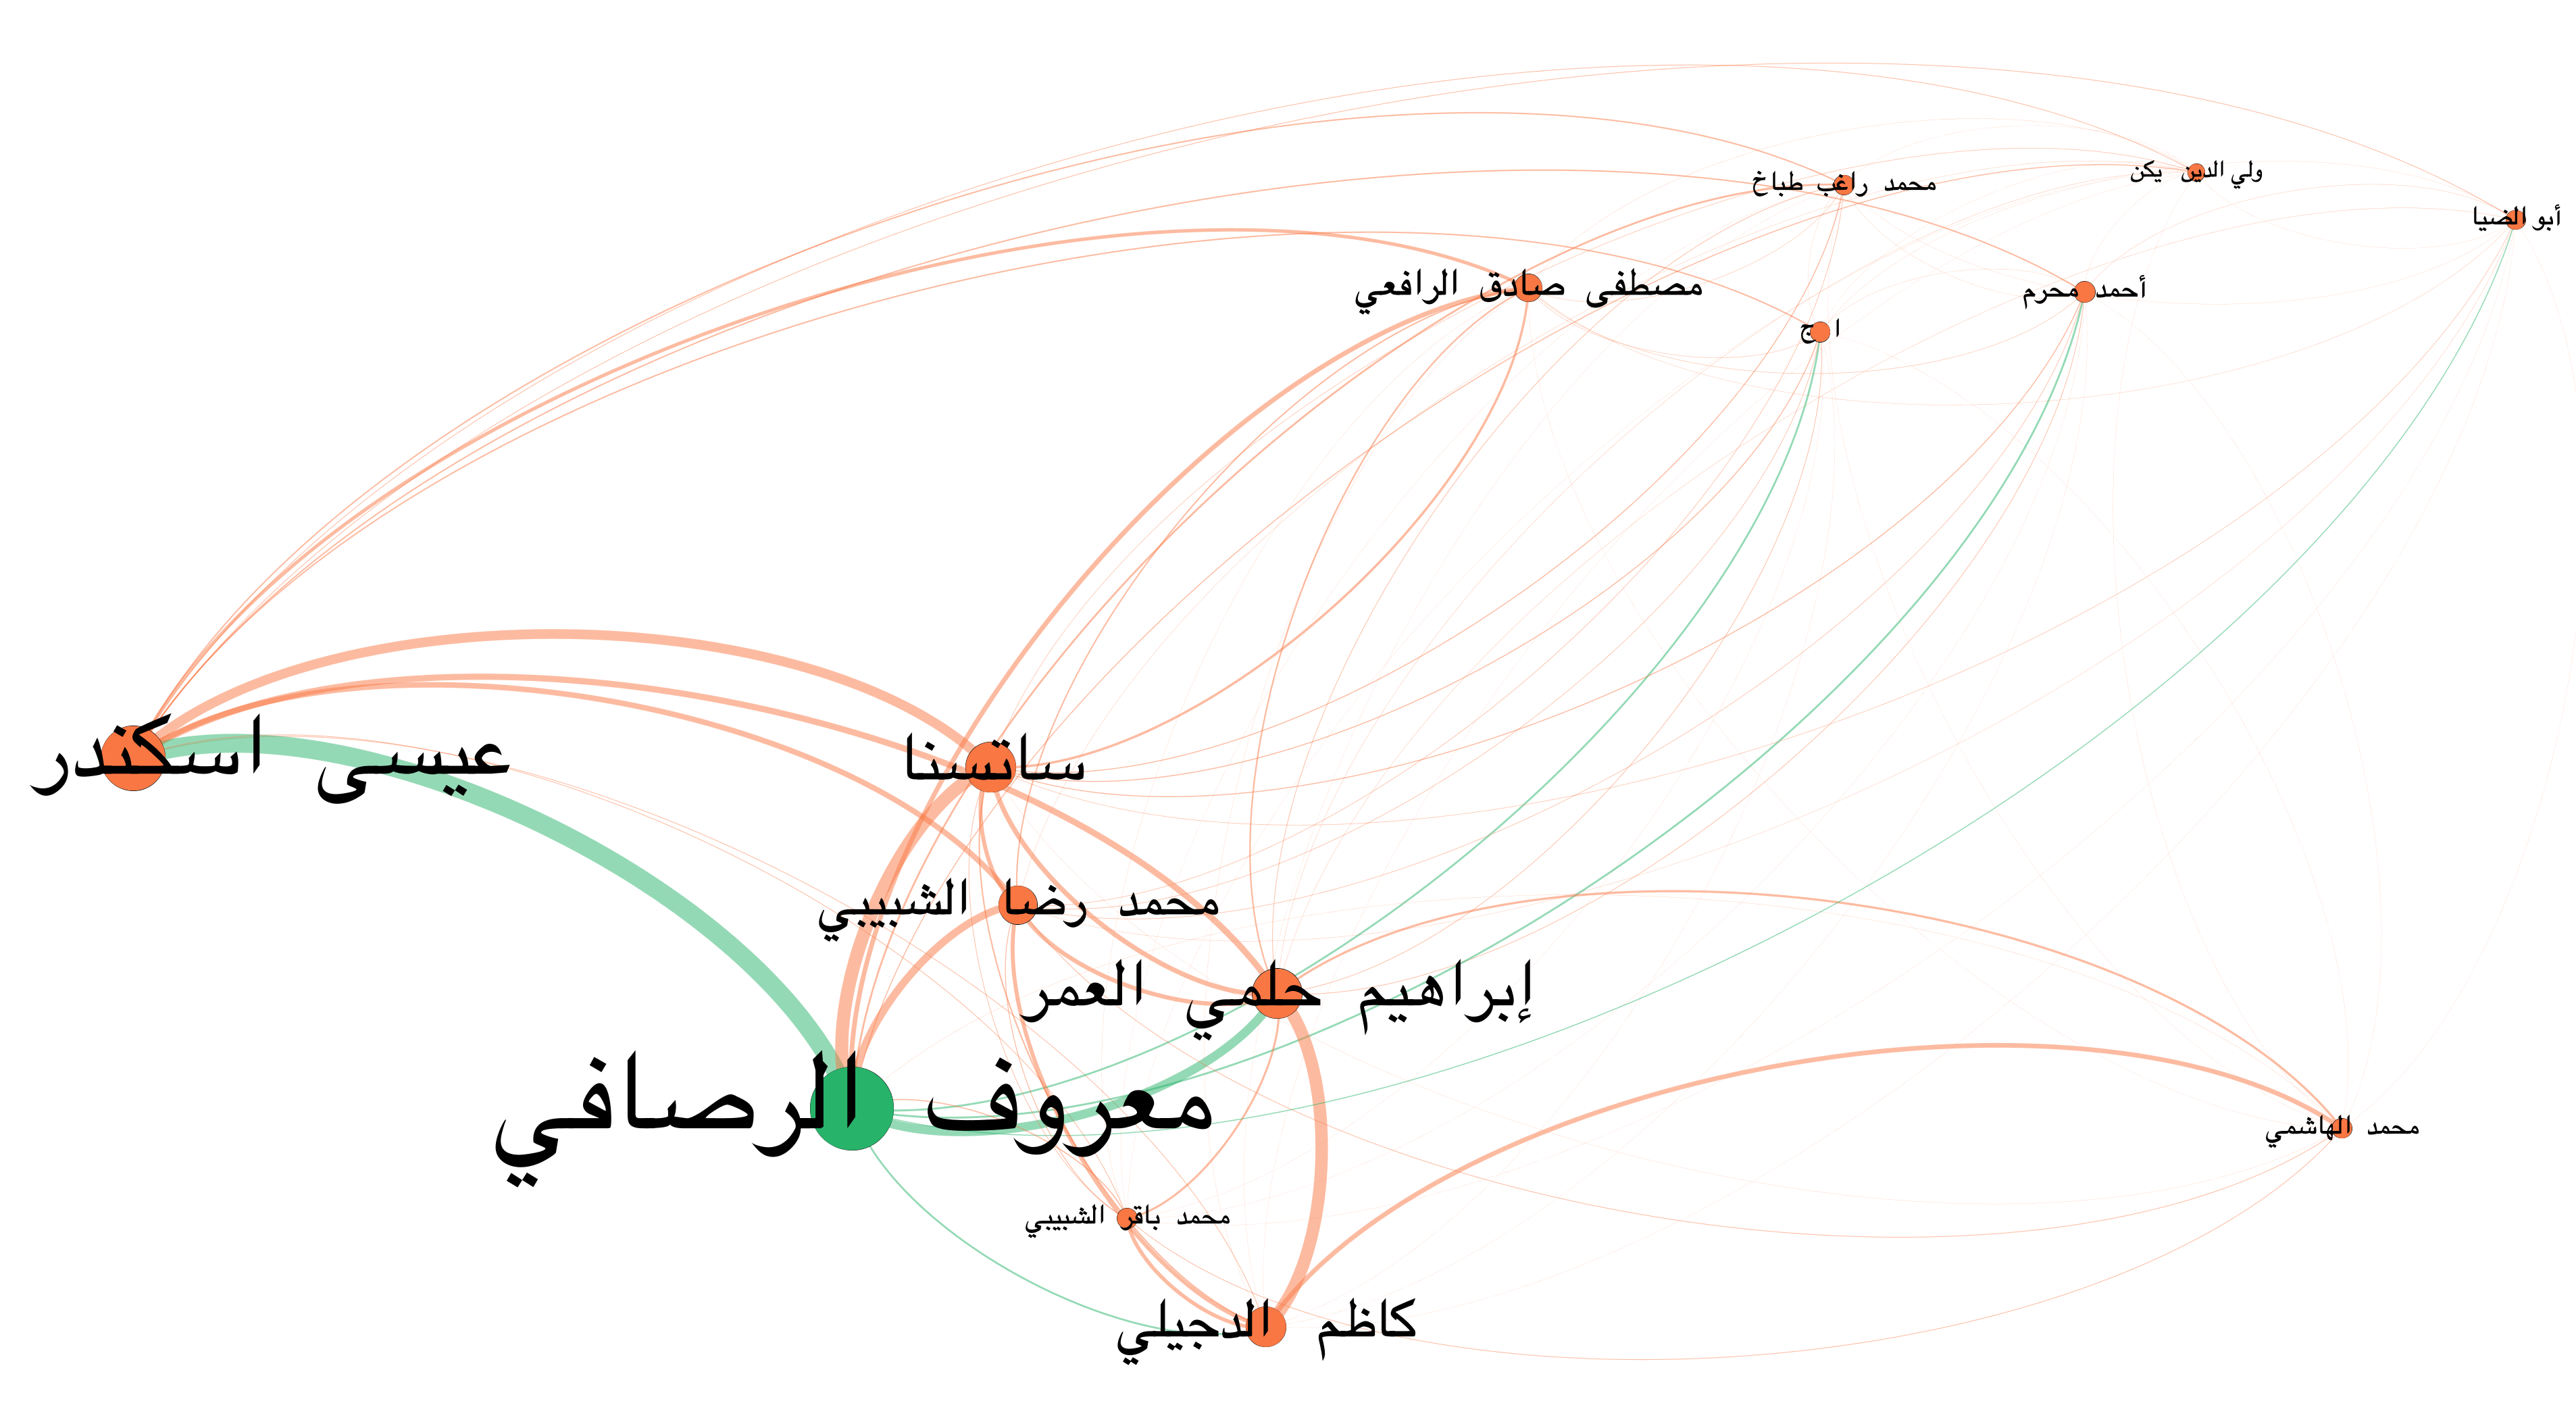 ولي الدين يكن
محمد راغب طباخ
أبو الضيا
مصطفى صادق الرافعي
أحمد محرم
ا ج
عيسى اسكندر
ساتسنا
محمد رضا الشبيبي
إبراهيم حلمي العمر
معروف الرصافي
محمد الهاشمي
محمد باقر الشبيبي
كاظم الدجيلي